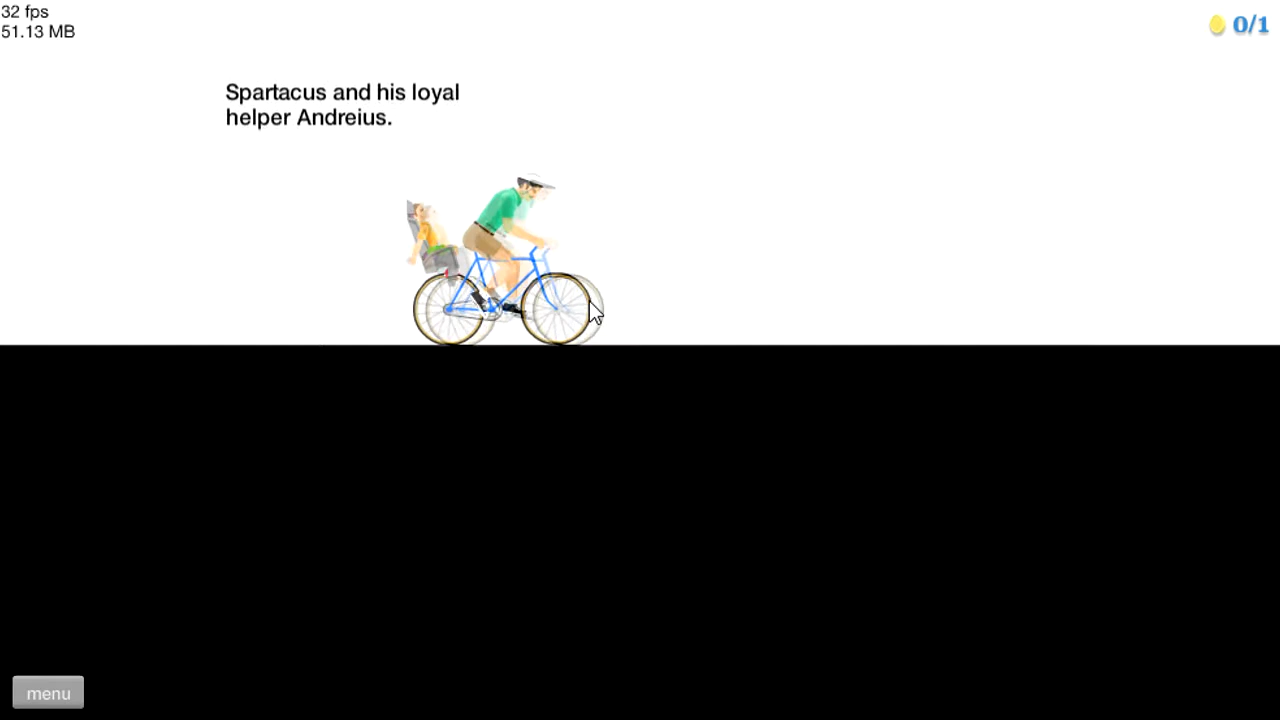 32 fps
51.13 MB
0/1
Spartacus and his loyal
helper Andreius.
menu